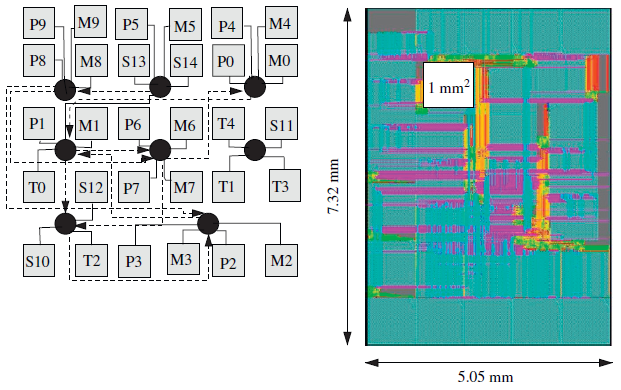 P9 M9 P5 M5 P4 M4
P8 M8 S13 S14 P0 M0
P1 M1 P6 M6 T4 S11
T0 S12 P7 M7 T1 T3
S10 T2 P3 M3 P2 M2
1 mm²
7.32 mm
5.05 mm